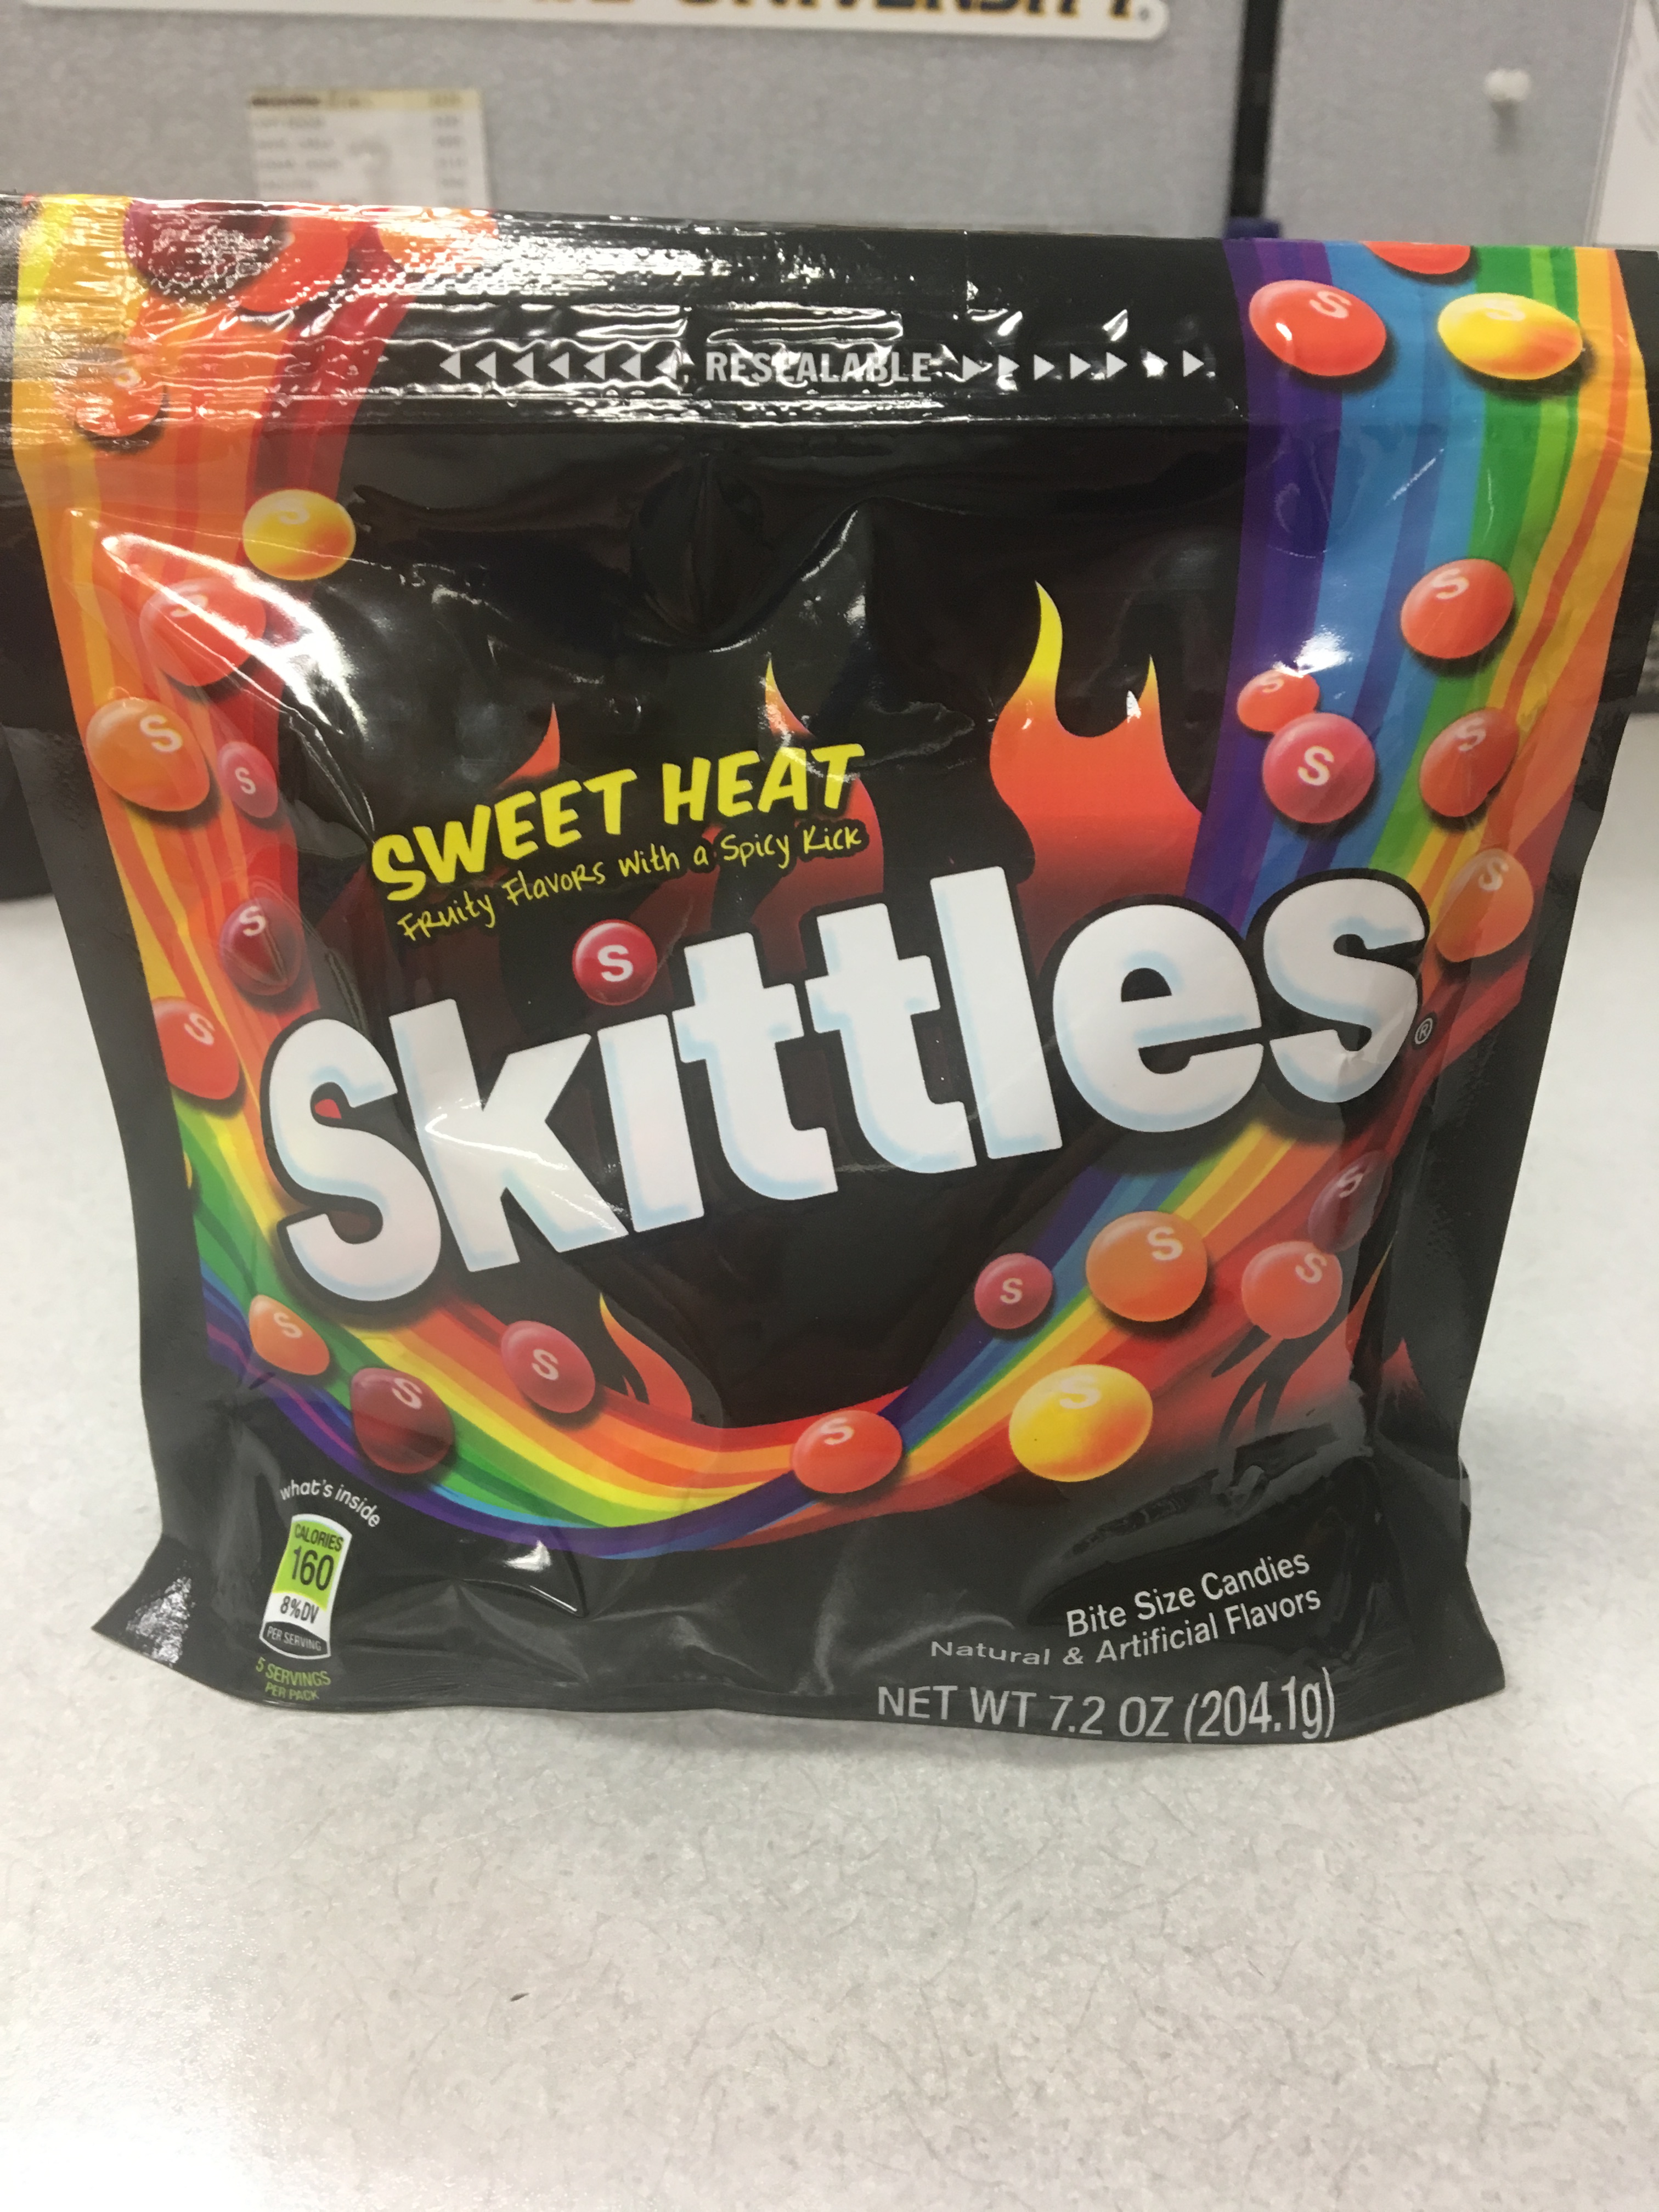 UNIVERSITY
RESEALABLE
SWEET HEAT
Fruity Flavors with a Spicy Kick
Skittles®
what's inside
CALORIES
160
8%DV
PER SERVING
5 SERVINGS
PER PACK
Bite Size Candies
Natural & Artificial Flavors
NET WT 7.2 OZ (204.1g)